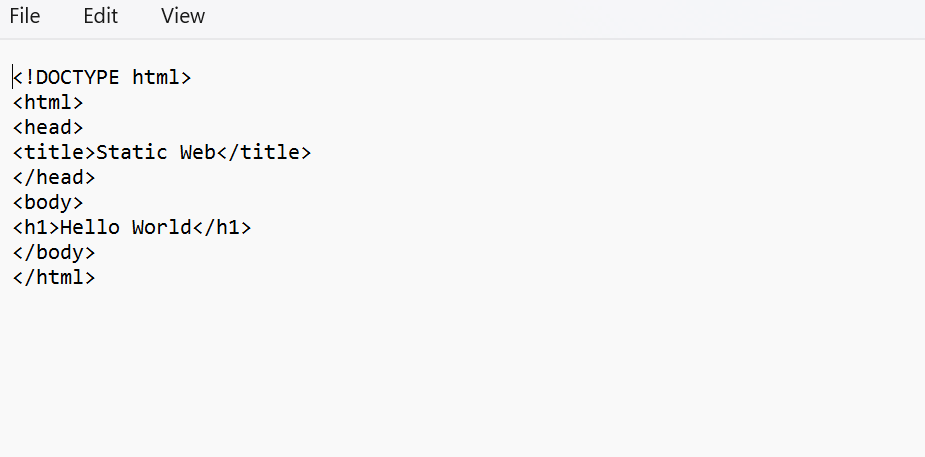 File Edit View
<!DOCTYPE html>
<html>
<head>
<title>Static Web</title>
</head>
<body>
<h1>Hello World</h1>
</body>
</html>